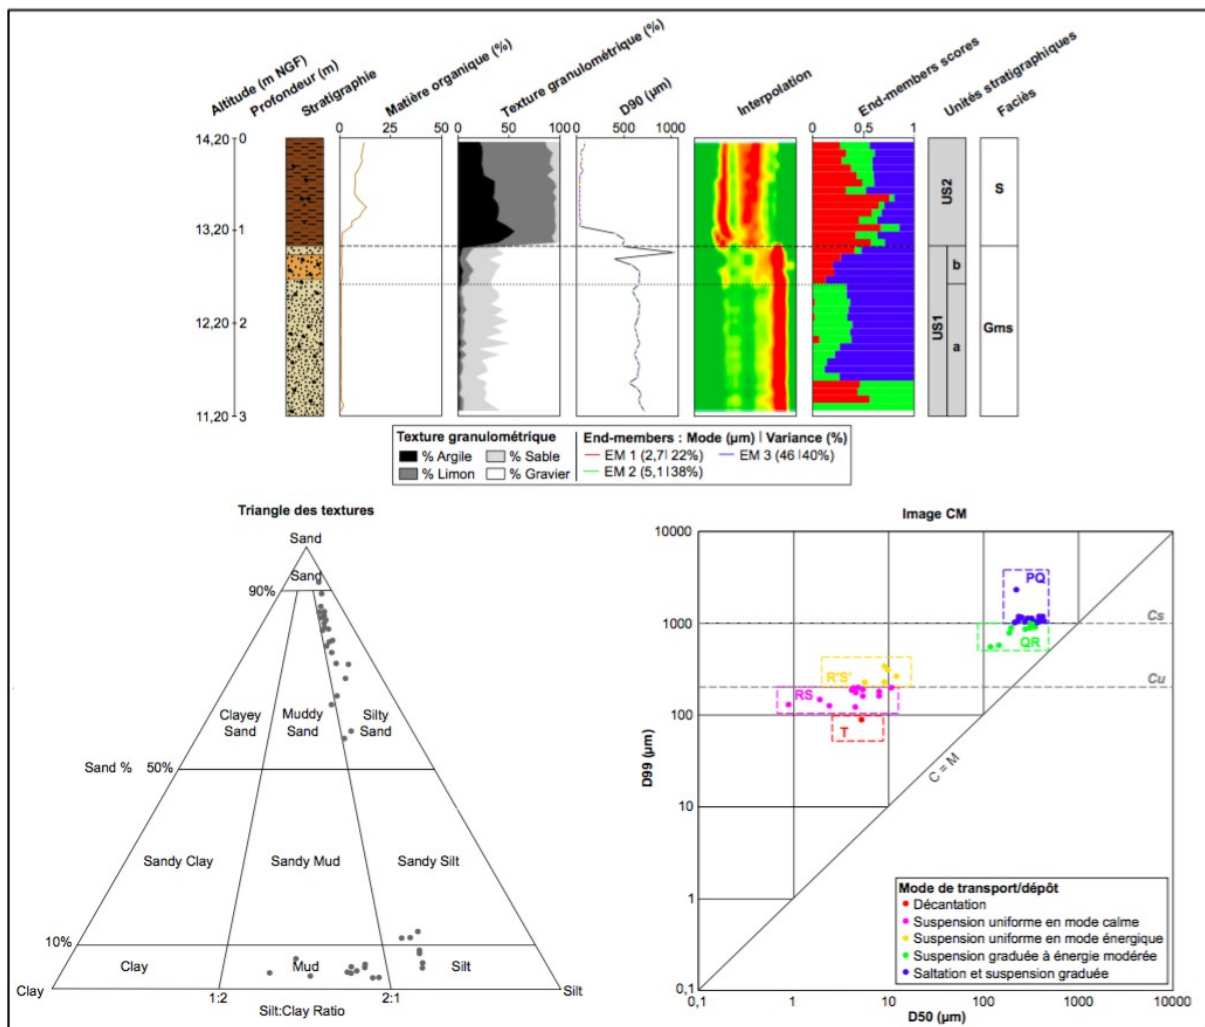 Altitude (m NGF)
Profondeur (m)
Stratigraphie
Matière organique (%)
Texture granulométrique (%)
D90 (µm)
Interpolation
End-members scores
Unités stratigraphiques
Faciès
0 25 50
0 50 100
0 500 1000
0 0,5 1
14,20 0
13,20 1
12,20 2
11,20 3
US2
US1
b
a
S
Gms
Texture granulométrique
% Argile % Sable
% Limon % Gravier
End-members : Mode (µm) | Variance (%)
EM 1 (2,7| 22%) EM 3 (46 |40%)
EM 2 (5,1|38%)
Triangle des textures
Sand
Sand
90%
Clayey Sand
Muddy Sand
Silty Sand
Sand % 50%
Sandy Clay Sandy Mud Sandy Silt
10%
Clay Mud Silt
Clay 1:2 2:1 Silt
Silt:Clay Ratio
Image CM
D99 (µm)
10000
1000
100
10
1
0,1
PQ
Cs
QR
R'S'
Cu
RS
T
C = M
Mode de transport/dépôt
Décantation
Suspension uniforme en mode calme
Suspension uniforme en mode énergique
Suspension graduée à énergie modérée
Saltation et suspension graduée
0,1 1 10 100 1000 10000
D50 (µm)